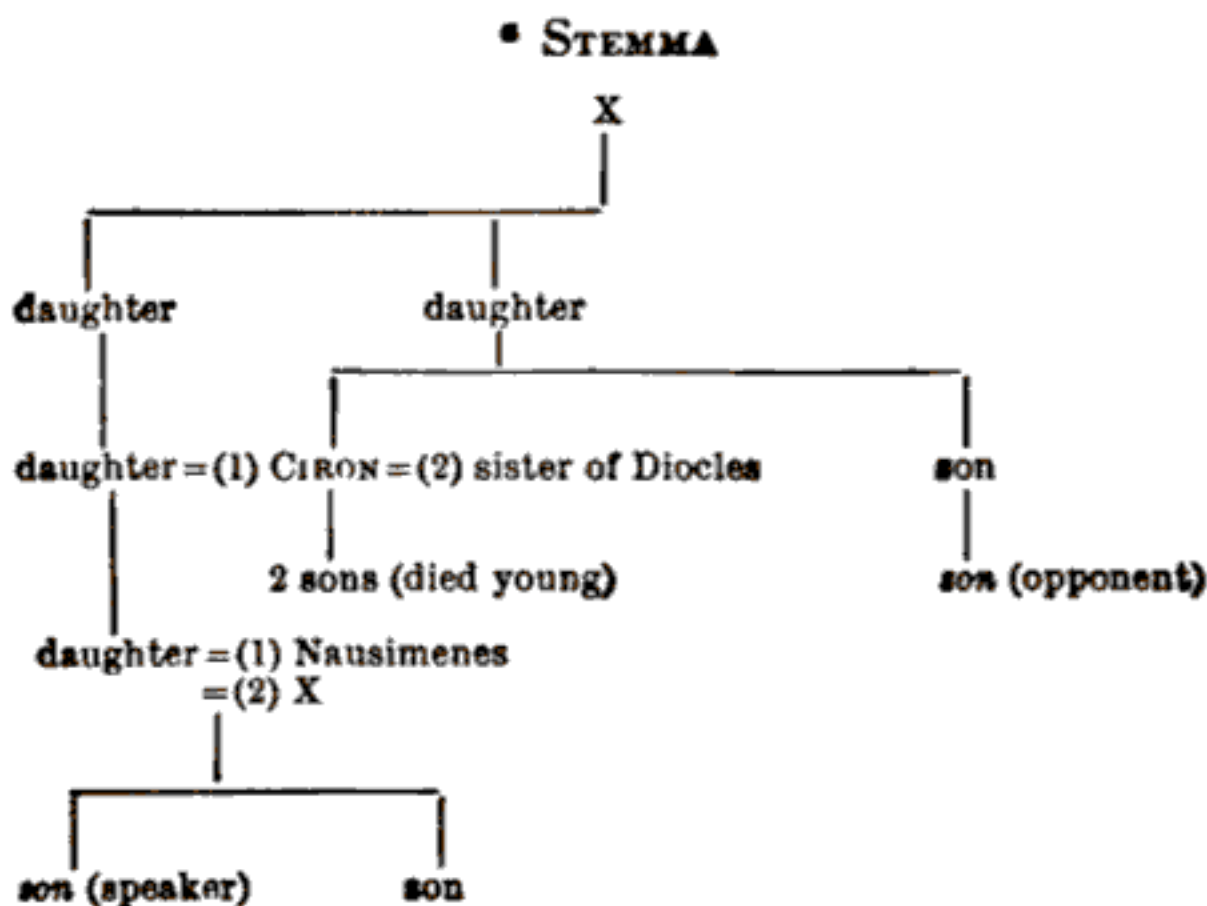 • STEMMA
X
daughter daughter
daughter=(1) CIRON=(2) sister of Diocles son
2 sons (died young) son (opponent)
daughter=(1) Nausimenes
=(2) X
son (speaker) son